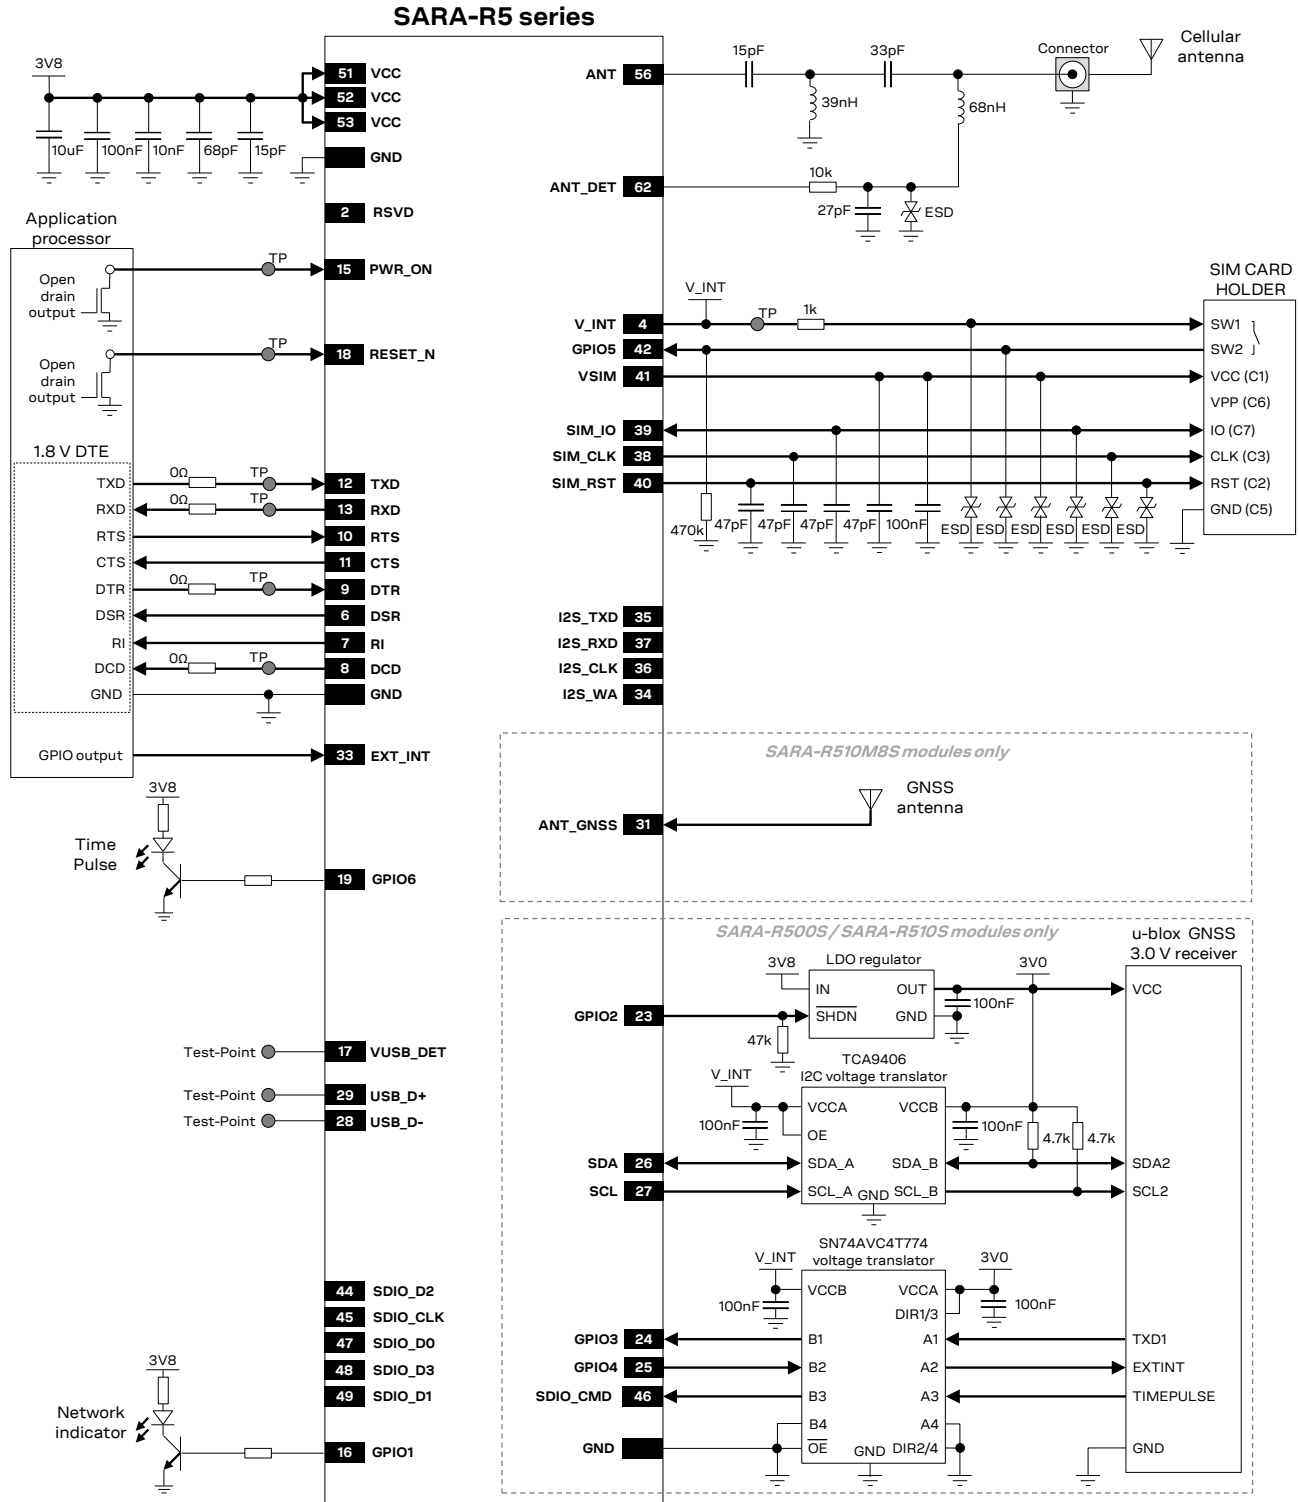 SARA-R5 series
3V8
10uF 100nF 10nF 68pF 15pF
51 VCC
52 VCC
53 VCC
GND
2 RSVD
Application
processor
Open
drain
output
TP
15 PWR_ON
Open
drain
output
TP
18 RESET_N
1.8 V DTE
TXD 0Ω TP 12 TXD
RXD 0Ω TP 13 RXD
RTS 10 RTS
CTS 11 CTS
DTR 0Ω TP 9 DTR
DSR 6 DSR
RI 7 RI
DCD 0Ω TP 8 DCD
GND GND
GPIO output 33 EXT_INT
3V8
Time
Pulse
19 GPIO6
Test-Point 17 VUSB_DET
Test-Point 29 USB_D+
Test-Point 28 USB_D-
44 SDIO_D2
45 SDIO_CLK
47 SDIO_D0
48 SDIO_D3
49 SDIO_D1
3V8
Network
indicator
16 GPIO1
ANT 56
15pF 33pF
39nH 68nH
Connector
Cellular
antenna
ANT_DET 62
10k
27pF ESD
SIM CARD
HOLDER
V_INT
V_INT 4 TP 1k SW1
GPIO5 42 SW2
VSIM 41 VCC (C1)
VPP (C6)
SIM_IO 39 IO (C7)
SIM_CLK 38 CLK (C3)
SIM_RST 40 RST (C2)
GND (C5)
470k 47pF 47pF 47pF 47pF 100nF ESD ESD ESD ESD ESD ESD
I2S_TXD 35
I2S_RXD 37
I2S_CLK 36
I2S_WA 34
SARA-R510M8S modules only
GNSS
antenna
ANT_GNSS 31
SARA-R500S / SARA-R510S modules only
u-blox GNSS
3.0 V receiver
3V8 LDO regulator 3V0
IN OUT VCC
100nF
GPIO2 23 SHDN GND
47k
TCA9406
I2C voltage translator
V_INT
VCCA VCCB
100nF 100nF
OE
4.7k 4.7k
SDA 26 SDA_A SDA_B SDA2
SCL 27 SCL_A GND SCL_B SCL2
SN74AVC4T774
voltage translator
V_INT 3V0
VCCB VCCA
100nF 100nF
DIR1/3
GPIO3 24 B1 A1 TXD1
GPIO4 25 B2 A2 EXTINT
SDIO_CMD 46 B3 A3 TIMEPULSE
B4 A4
GND OE GND DIR2/4 GND